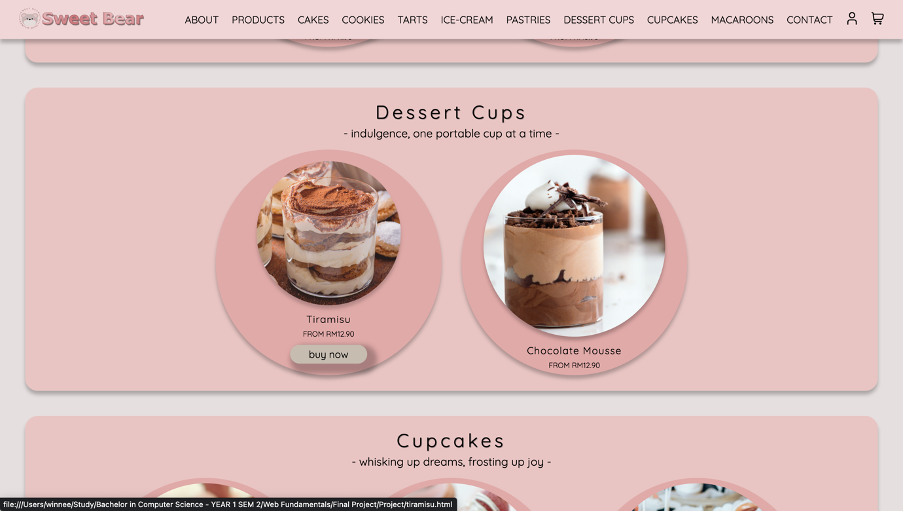 Sweet Bear ABOUT PRODUCTS CAKES COOKIES TARTS ICE-CREAM PASTRIES DESSERT CUPS CUPCAKES MACAROONS CONTACT
Dessert Cups
- indulgence, one portable cup at a time -
Tiramisu
FROM RM12.90
buy now
Chocolate Mousse
FROM RM12.90
Cupcakes
- whisking up dreams, frosting up joy -
file:///Users/winnee/Study/Bachelor in Computer Science - YEAR 1 SEM 2/Web Fundamentals/Final Project/Project/tiramisu.html